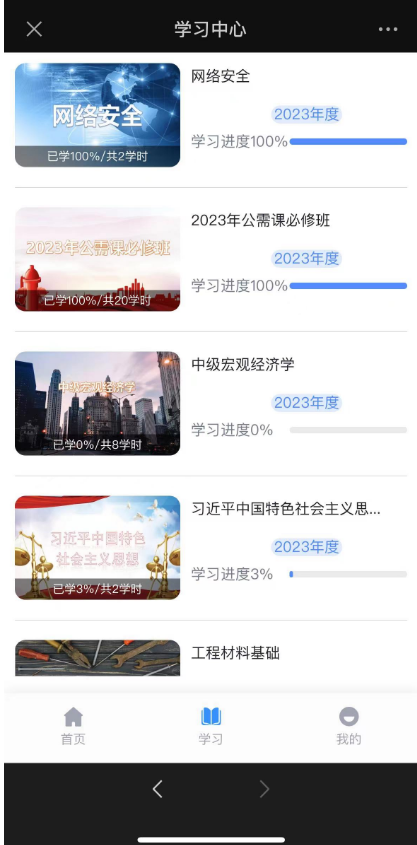 学习中心
网络安全
网络安全
2023年度
已学100%/共2学时
学习进度100%
2023年公需课必修班
2023年公需课必修班
2023年度
已学100%/共20学时
学习进度100%
中级宏观经济学
中级宏观经济学
2023年度
已学0%/共8学时
学习进度0%
习近平中国特色社会主义思...
习近平中国特色
社会主义思想
2023年度
已学3%/共2学时
学习进度3%
工程材料基础
首页
学习
我的